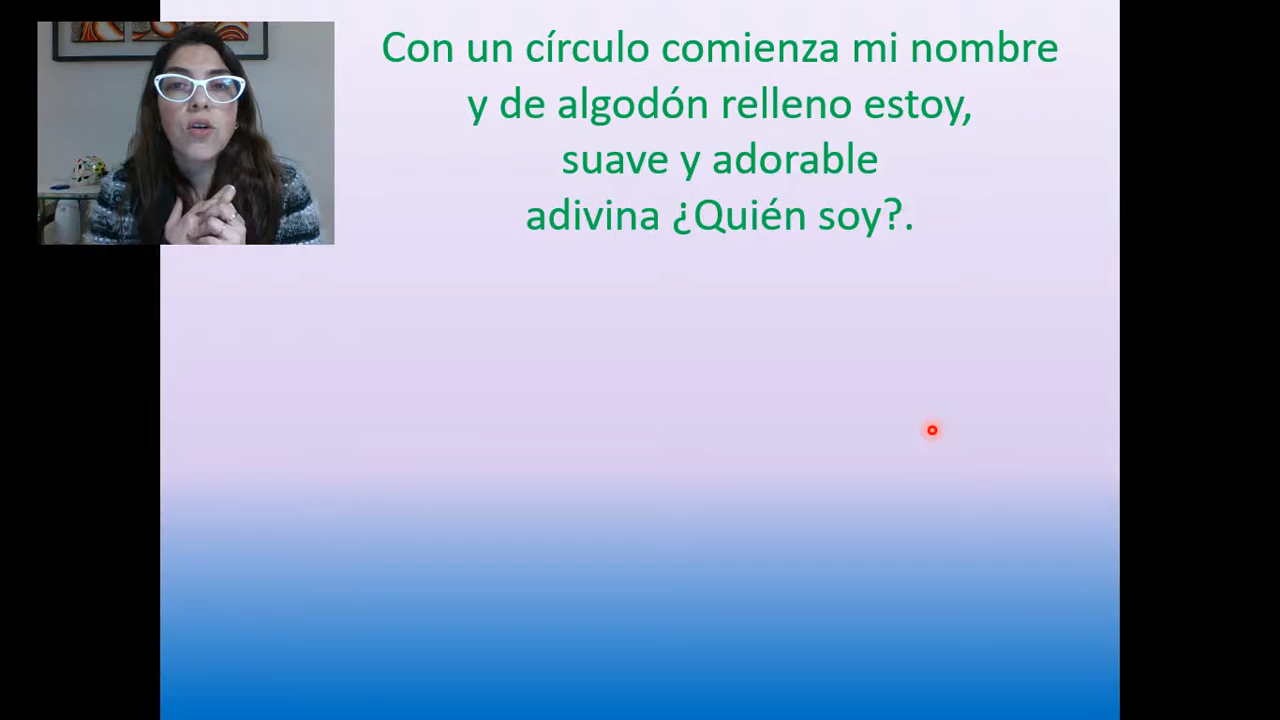 Con un círculo comienza mi nombre
y de algodón relleno estoy,
suave y adorable
adivina ¿Quién soy?.